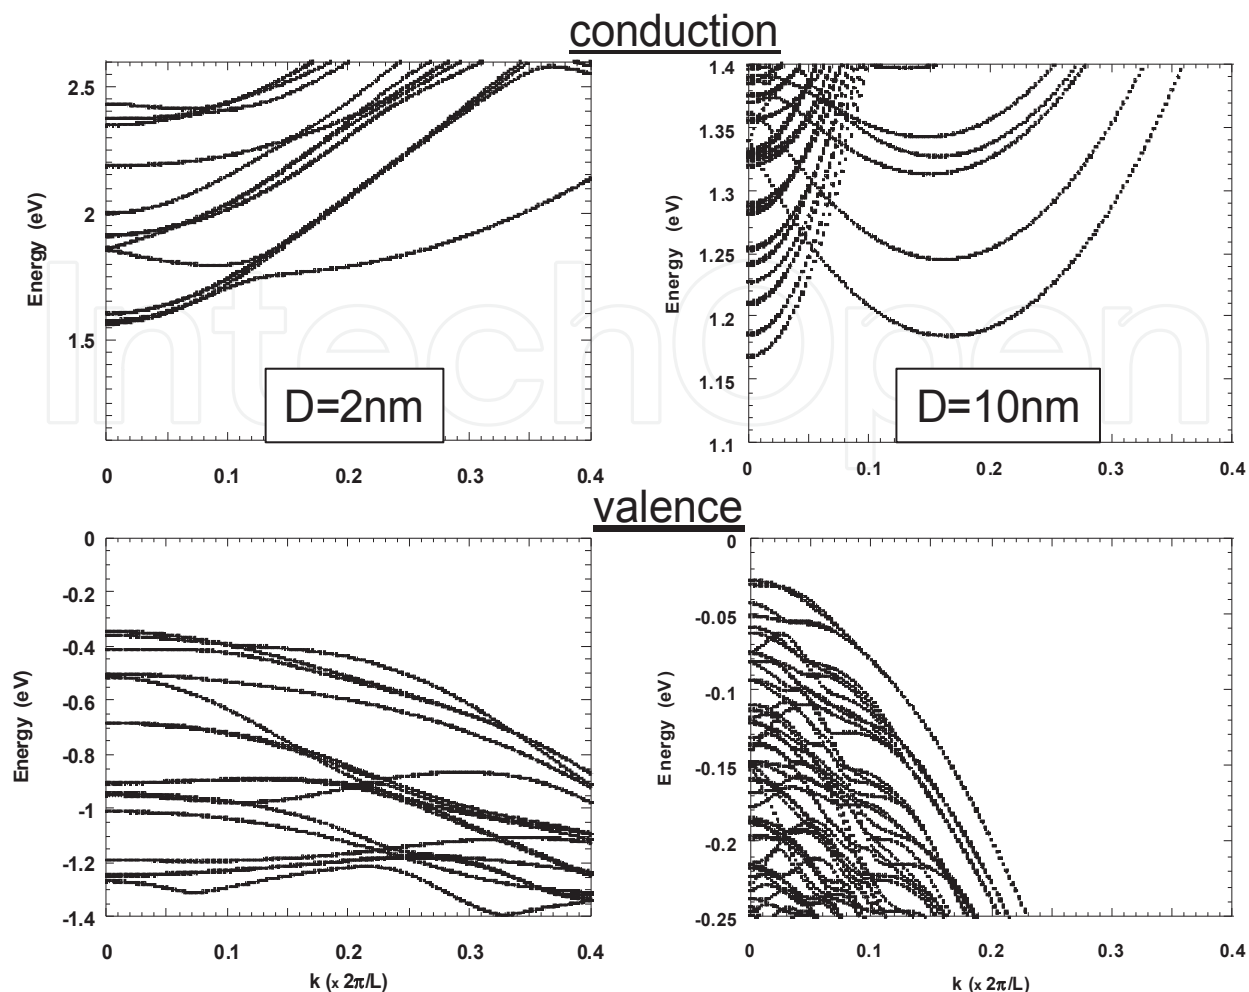 conduction
2.5
2
1.5
Energy (eV)
D=2nm
0 0.1 0.2 0.3 0.4
1.4
1.35
1.3
1.25
1.2
1.15
1.1
Energy (eV)
D=10nm
0 0.1 0.2 0.3 0.4
IntechOpen
valence
0
-0.2
-0.4
-0.6
-0.8
-1
-1.2
-1.4
Energy (eV)
0 0.1 0.2 0.3 0.4
k (x 2π/L)
0
-0.05
-0.1
-0.15
-0.2
-0.25
Energy (eV)
0 0.1 0.2 0.3 0.4
k (x 2π/L)